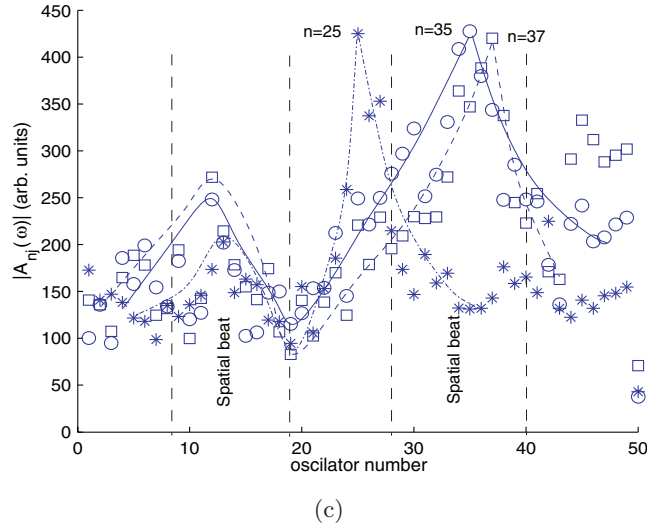 450
400
350
300
250
200
150
100
50
0
|A_nj(ω)| (arb. units)
n=25
n=35
n=37
Spatial beat
Spatial beat
0
10
20
30
40
50
oscilator number
(c)